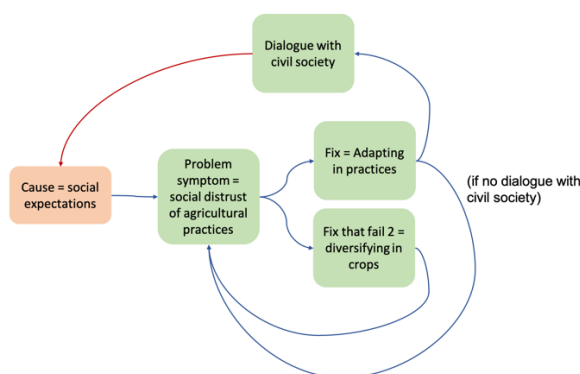 Dialogue with
civil society
Cause = social
expectations
Problem
symptom =
social distrust
of agricultural
practices
Fix = Adapting
in practices
(if no dialogue with
civil society)
Fix that fail 2 =
diversifying in
crops